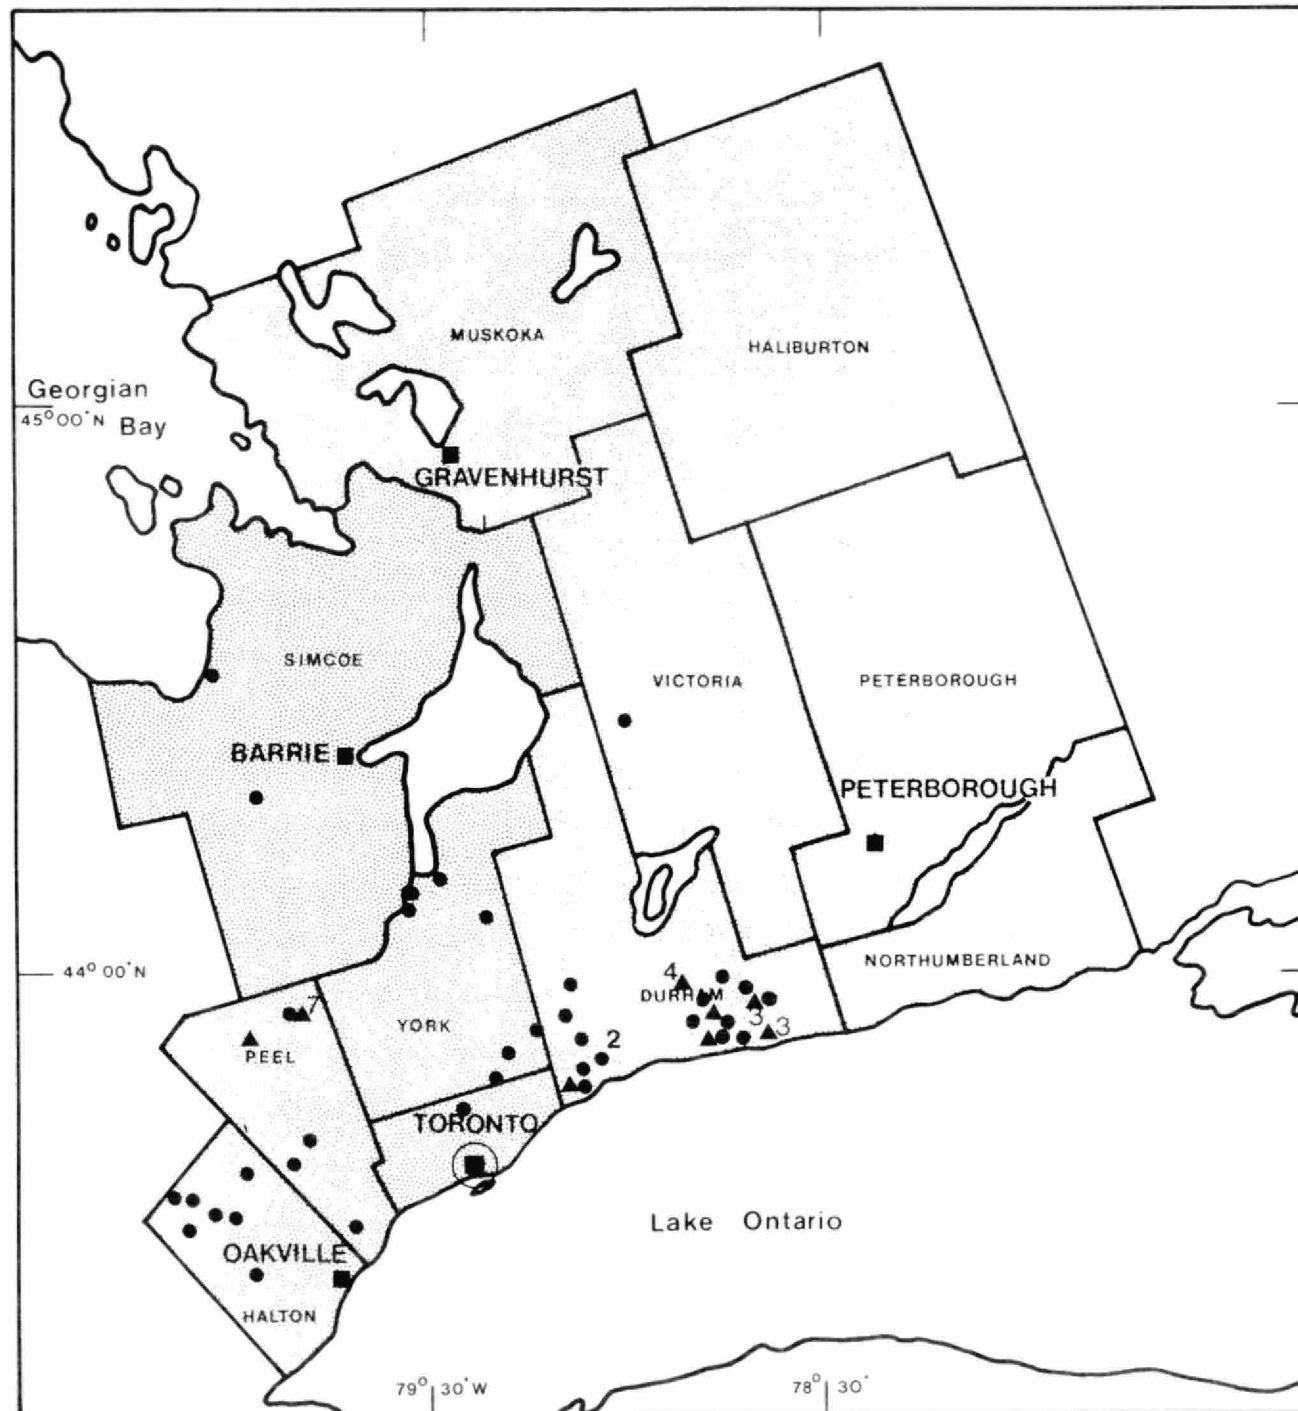 MUSKOKA
HALIBURTON
Georgian
45°00'N Bay
GRAVENHURST
SIMCOE
VICTORIA
PETERBOROUGH
BARRIE
PETERBOROUGH
44°00'N
NORTHUMBERLAND
4
DURHAM
7
3
3
YORK
2
PEEL
TORONTO
Lake Ontario
OAKVILLE
HALTON
79°30'W
78°30'